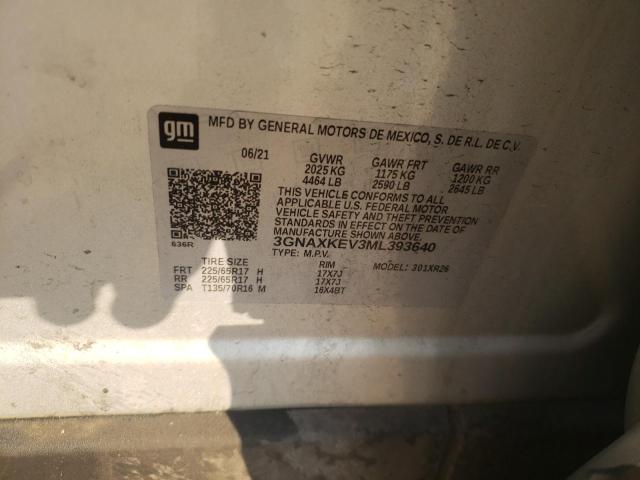 gm MFD BY GENERAL MOTORS DE MEXICO, S. DE R.L. DE C.V.
06/21 GVWR GAWR FRT GAWR RR
2025 KG 1175 KG 1200 KG
4464 LB 2590 LB 2645 LB
THIS VEHICLE CONFORMS TO ALL
APPLICABLE U.S. FEDERAL MOTOR
VEHICLE SAFETY AND THEFT PREVENTION
STANDARDS IN EFFECT ON THE DATE OF
MANUFACTURE SHOWN ABOVE.
636R 3GNAXKEV3ML393640
TYPE: M.P.V.
TIRE SIZE RIM MODEL: 301XR26
FRT 225/65R17 H 17X7J
RR 225/65R17 H 17X7J
SPA T135/70R16 M 16X4BT